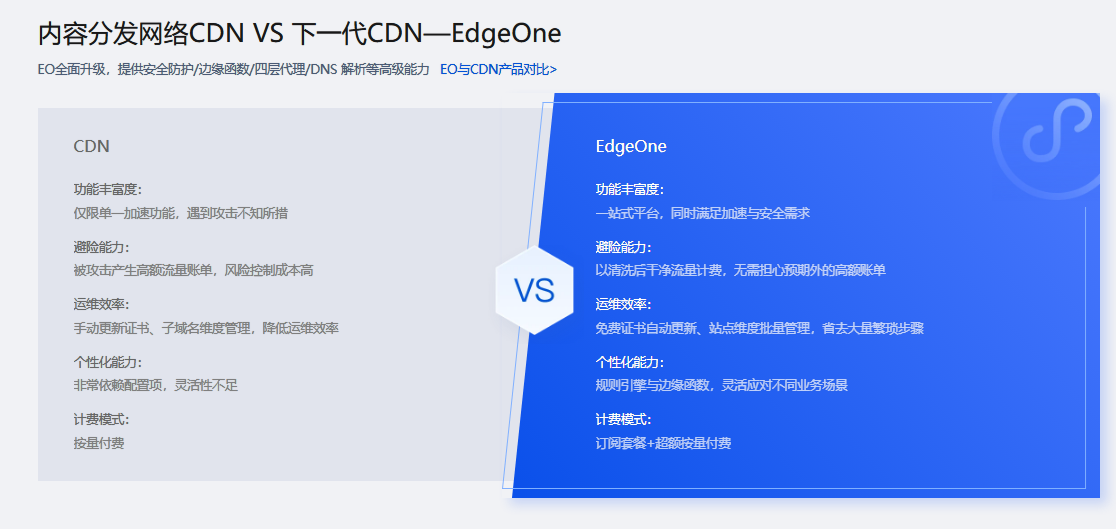 内容分发网络CDN VS 下一代CDN—EdgeOne
EO全面升级，提供安全防护/边缘函数/四层代理/DNS 解析等高级能力 EO与CDN产品对比>
CDN
功能丰富度：
仅限单一加速功能，遇到攻击不知所措
避险能力：
被攻击产生高额流量账单，风险控制成本高
运维效率：
手动更新证书、子域名维度管理，降低运维效率
个性化能力：
非常依赖配置项，灵活性不足
计费模式：
按量付费
VS
EdgeOne
功能丰富度：
一站式平台，同时满足加速与安全需求
避险能力：
以清洗后干净流量计费，无需担心预期外的高额账单
运维效率：
免费证书自动更新、站点维度批量管理，省去大量繁琐步骤
个性化能力：
规则引擎与边缘函数，灵活应对不同业务场景
计费模式：
订阅套餐+超额按量付费